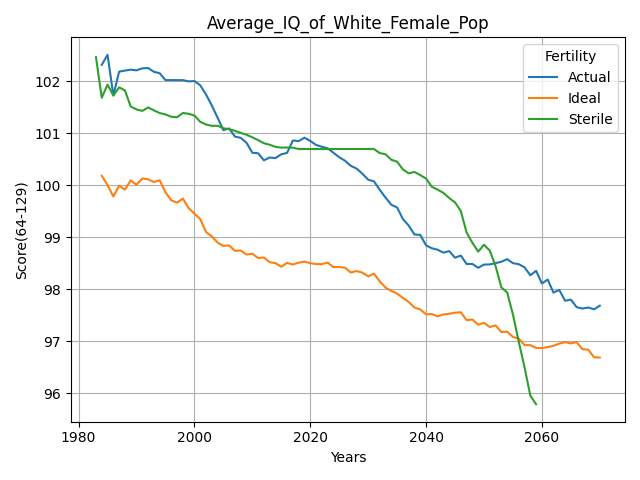 Average_IQ_of_White_Female_Pop
Score(64-129)
102
101
100
99
98
97
96
1980
2000
2020
2040
2060
Years
Fertility
Actual
Ideal
Sterile